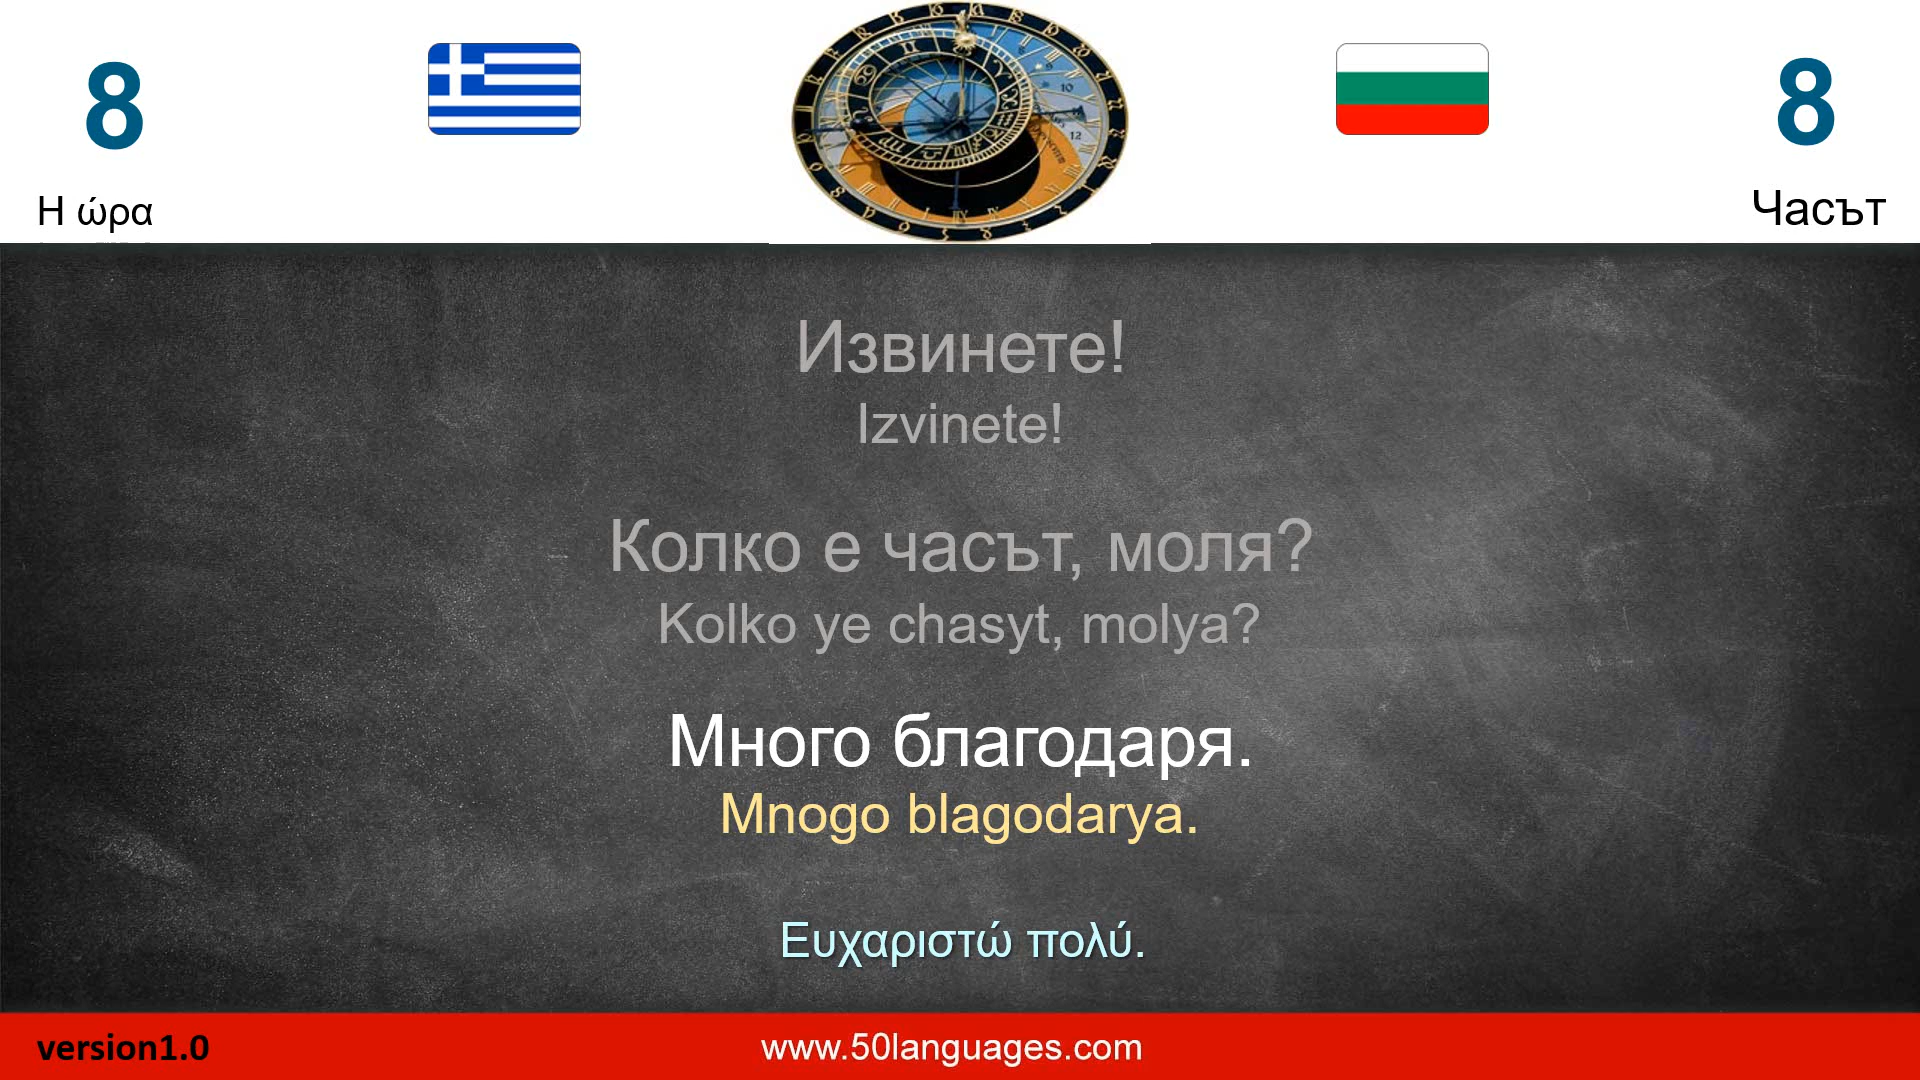 8
8
Η ώρα
Часът
Извинете!
Izvinete!
Колко е часът, моля?
Kolko ye chasyt, molya?
Много благодаря.
Mnogo blagodarya.
Ευχαριστώ πολύ.
version1.0
www.50languages.com